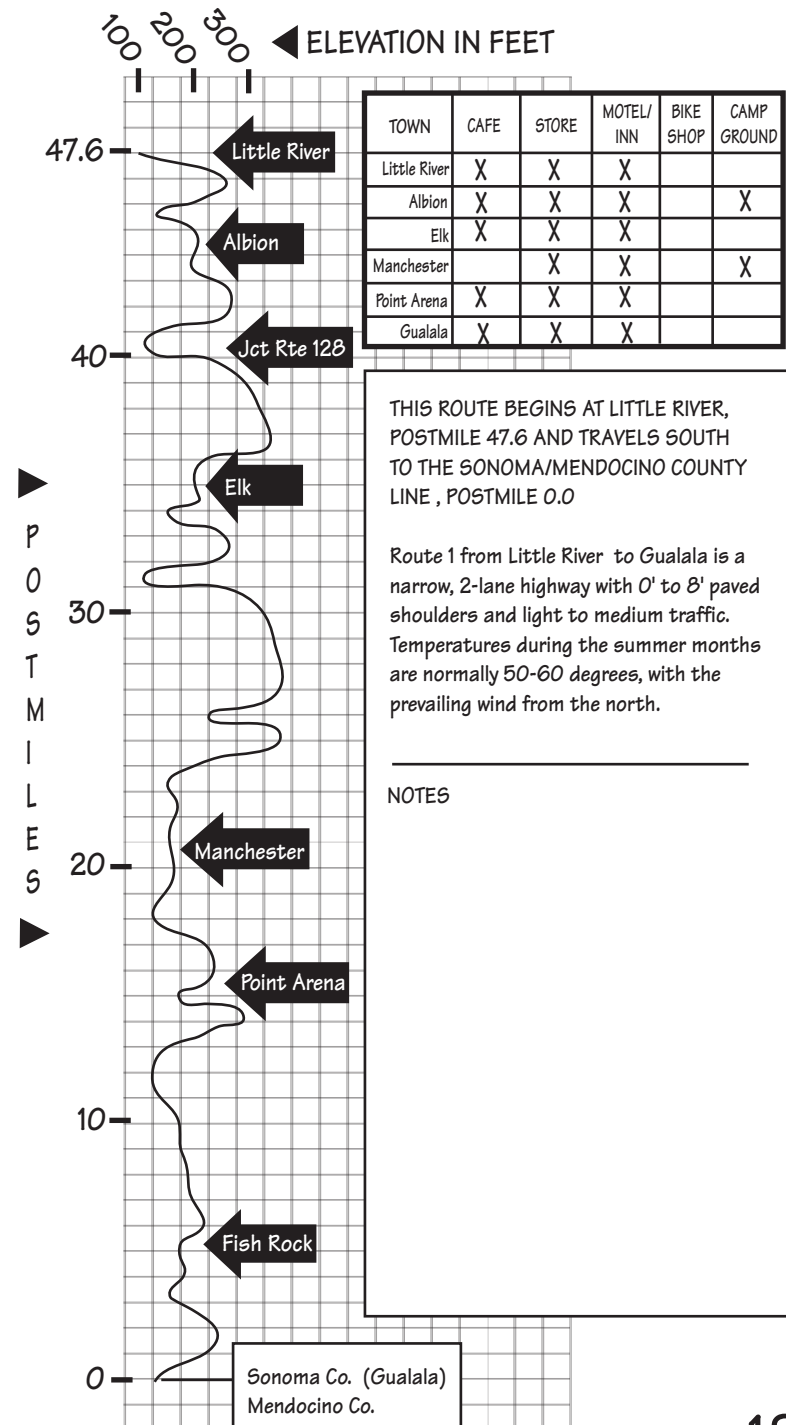 100 200 300 ELEVATION IN FEET
TOWN CAFE STORE MOTEL/ INN BIKE SHOP CAMP GROUND
Little River X X X
Albion X X X X
Elk X X X
Manchester X X X
Point Arena X X X
Gualala X X X
47.6
Little River
Albion
Jct Rte 128
40
Elk
30
Manchester
20
Point Arena
10
Fish Rock
0
Sonoma Co. (Gualala)
Mendocino Co.
POSTMILES
THIS ROUTE BEGINS AT LITTLE RIVER,
POSTMILE 47.6 AND TRAVELS SOUTH
TO THE SONOMA/MENDOCINO COUNTY
LINE , POSTMILE 0.0
Route 1 from Little River to Gualala is a
narrow, 2-lane highway with 0' to 8' paved
shoulders and light to medium traffic.
Temperatures during the summer months
are normally 50-60 degrees, with the
prevailing wind from the north.
NOTES